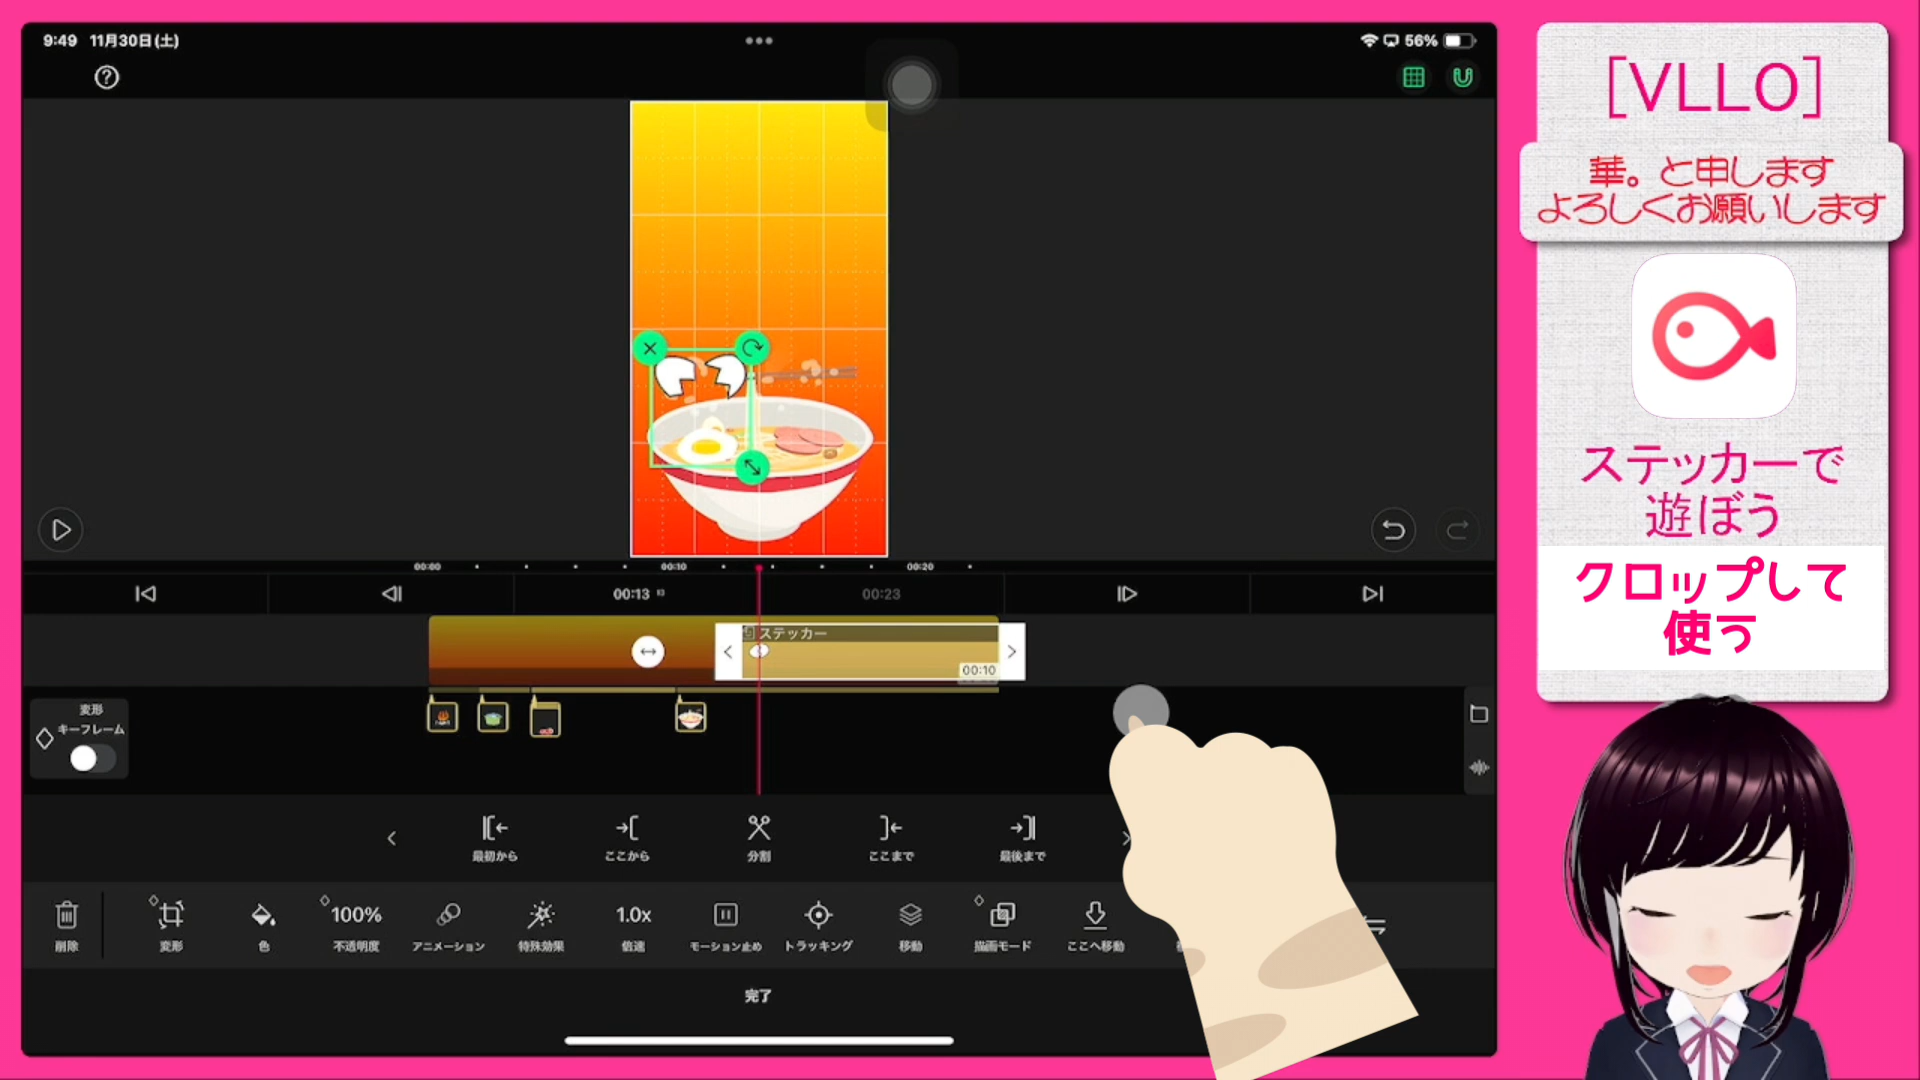 9:49 11月30日(土)
56%
[VLLO]
華。と申します
よろしくお願いします
ステッカーで
遊ぼう
クロップして
使う
00:00
00:10
00:20
00:13
00:23
ステッカー
00:10
変形
キーフレーム
最初から
ここから
分割
ここまで
最後まで
100%
1.0x
削除
変形
色
不透明度
アニメーション
特殊効果
倍速
モーション止め
トラッキング
移動
描画モード
ここへ移動
完了